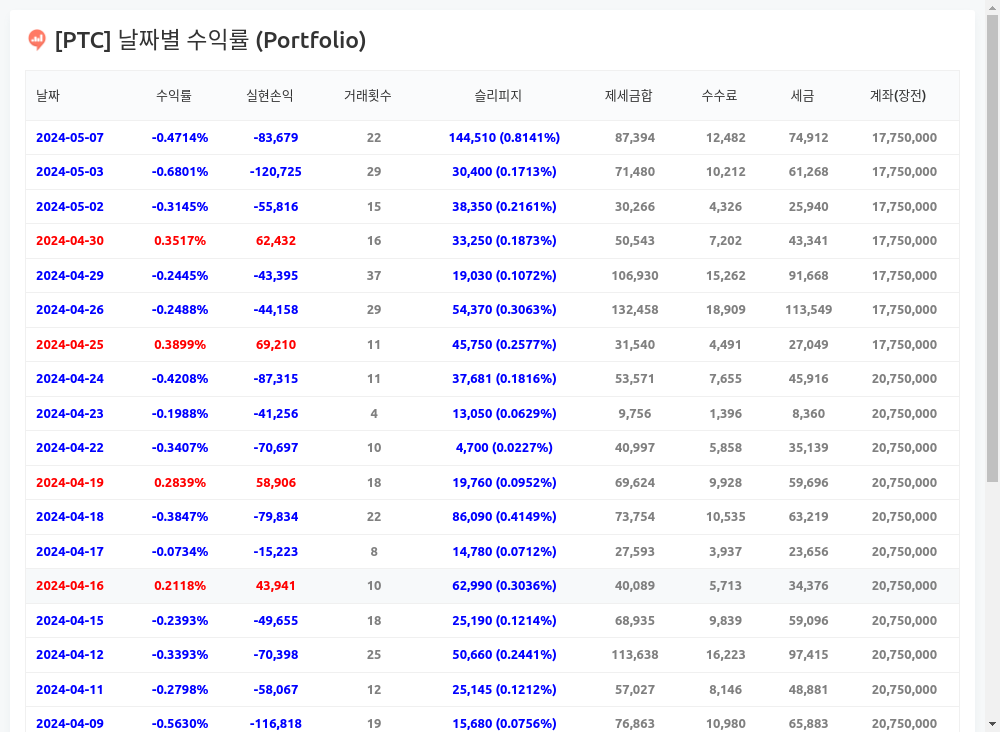 [PTC] 날짜별 수익률 (Portfolio)
날짜 수익률 실현손익 거래횟수 슬리피지 제세금합 수수료 세금 계좌(장전)
2024-05-07 -0.4714% -83,679 22 144,510 (0.8141%) 87,394 12,482 74,912 17,750,000
2024-05-03 -0.6801% -120,725 29 30,400 (0.1713%) 71,480 10,212 61,268 17,750,000
2024-05-02 -0.3145% -55,816 15 38,350 (0.2161%) 30,266 4,326 25,940 17,750,000
2024-04-30 0.3517% 62,432 16 33,250 (0.1873%) 50,543 7,202 43,341 17,750,000
2024-04-29 -0.2445% -43,395 37 19,030 (0.1072%) 106,930 15,262 91,668 17,750,000
2024-04-26 -0.2488% -44,158 29 54,370 (0.3063%) 132,458 18,909 113,549 17,750,000
2024-04-25 0.3899% 69,210 11 45,750 (0.2577%) 31,540 4,491 27,049 17,750,000
2024-04-24 -0.4208% -87,315 11 37,681 (0.1816%) 53,571 7,655 45,916 20,750,000
2024-04-23 -0.1988% -41,256 4 13,050 (0.0629%) 9,756 1,396 8,360 20,750,000
2024-04-22 -0.3407% -70,697 10 4,700 (0.0227%) 40,997 5,858 35,139 20,750,000
2024-04-19 0.2839% 58,906 18 19,760 (0.0952%) 69,624 9,928 59,696 20,750,000
2024-04-18 -0.3847% -79,834 22 86,090 (0.4149%) 73,754 10,535 63,219 20,750,000
2024-04-17 -0.0734% -15,223 8 14,780 (0.0712%) 27,593 3,937 23,656 20,750,000
2024-04-16 0.2118% 43,941 10 62,990 (0.3036%) 40,089 5,713 34,376 20,750,000
2024-04-15 -0.2393% -49,655 18 25,190 (0.1214%) 68,935 9,839 59,096 20,750,000
2024-04-12 -0.3393% -70,398 25 50,660 (0.2441%) 113,638 16,223 97,415 20,750,000
2024-04-11 -0.2798% -58,067 12 25,145 (0.1212%) 57,027 8,146 48,881 20,750,000
2024-04-09 -0.5630% -116,818 19 15,680 (0.0756%) 76,863 10,980 65,883 20,750,000